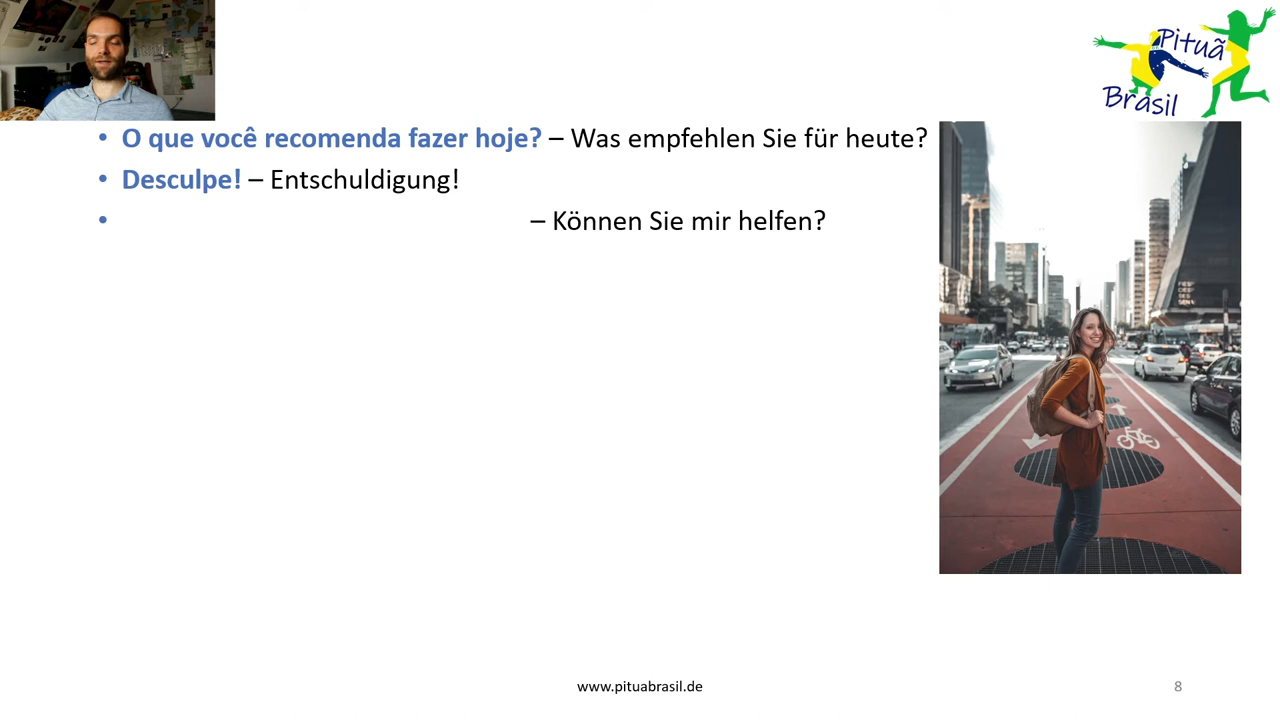 Pituã
Brasil
• O que você recomenda fazer hoje? – Was empfehlen Sie für heute?
• Desculpe! – Entschuldigung!
• – Können Sie mir helfen?
www.pituabrasil.de
8